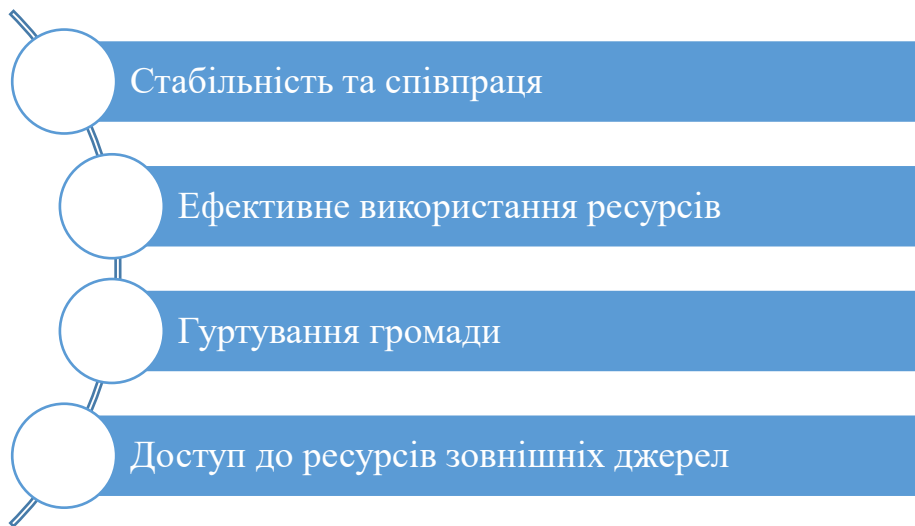 Стабільність та співпраця
Ефективне використання ресурсів
Гуртування громади
Доступ до ресурсів зовнішніх джерел